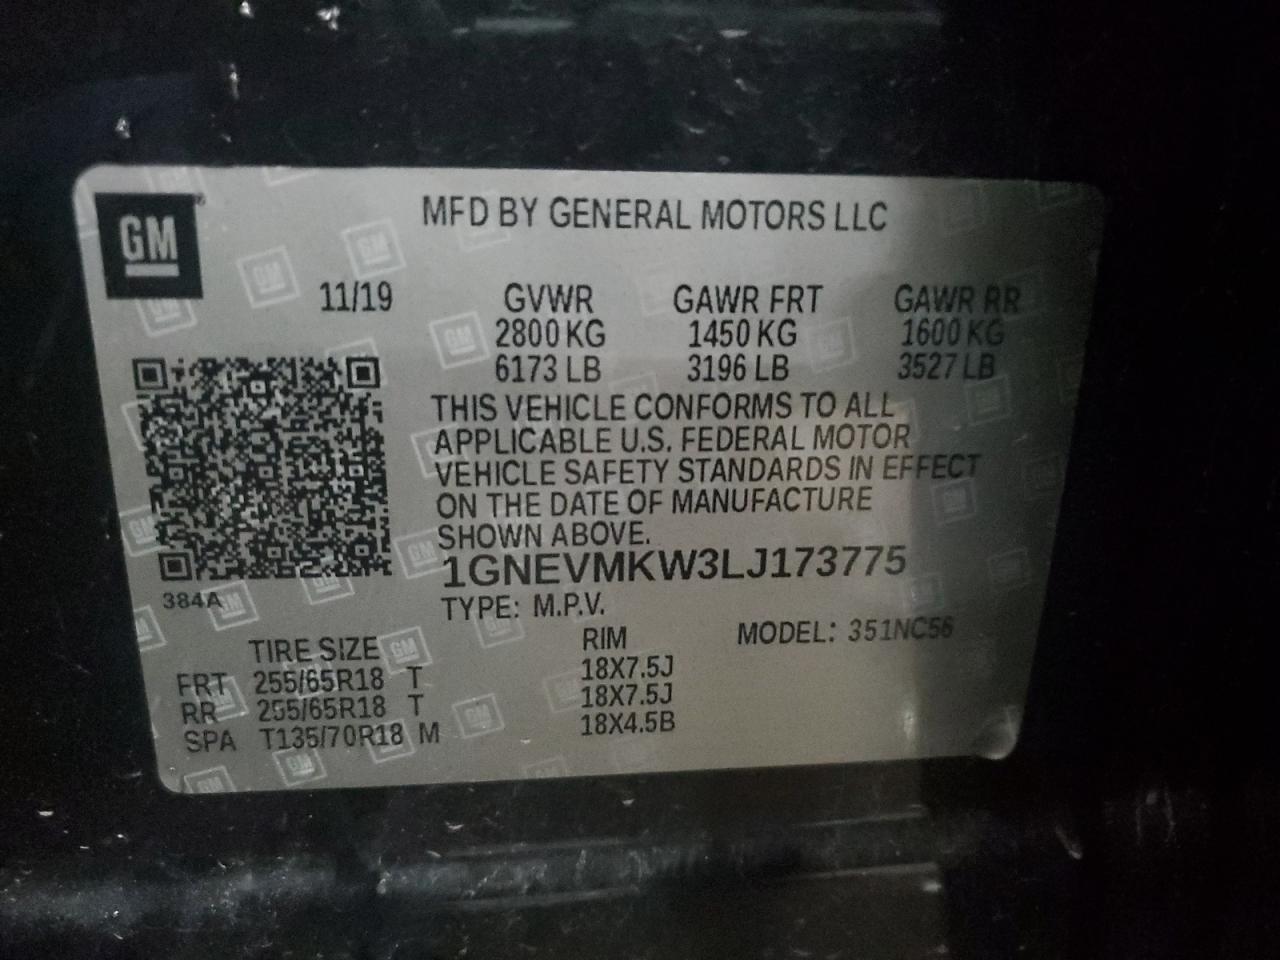 GM
MFD BY GENERAL MOTORS LLC
11/19 GVWR GAWR FRT GAWR RR
2800 KG 1450 KG 1600 KG
6173 LB 3196 LB 3527 LB
THIS VEHICLE CONFORMS TO ALL
APPLICABLE U.S. FEDERAL MOTOR
VEHICLE SAFETY STANDARDS IN EFFECT
ON THE DATE OF MANUFACTURE
SHOWN ABOVE.
1GNEVMKW3LJ173775
384A
TYPE: M.P.V.
TIRE SIZE RIM MODEL: 351NC56
FRT 255/65R18 T 18X7.5J
RR 255/65R18 T 18X7.5J
SPA T135/70R18 M 18X4.5B